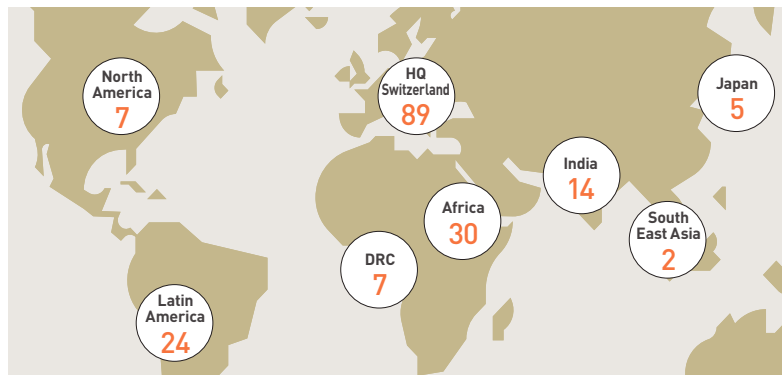 North
America
7
HQ
Switzerland
89
Japan
5
India
14
Africa
30
South
East Asia
2
DRC
7
Latin
America
24